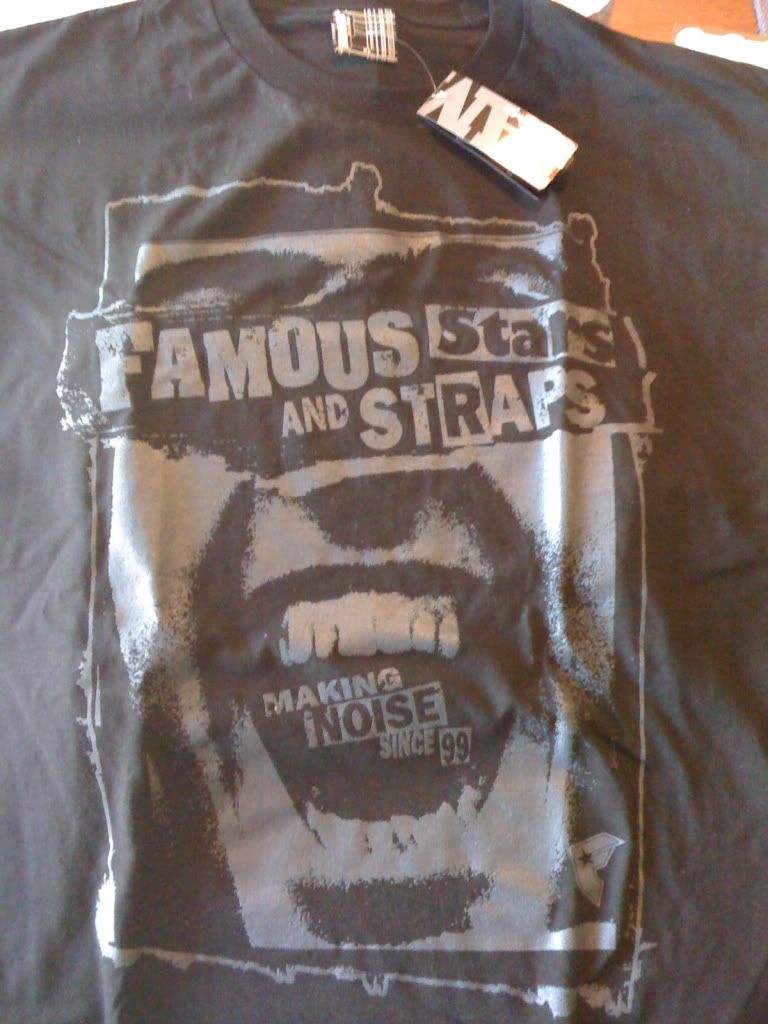 FAMOUS Stars
AND STRAPS
MAKING
NOISE
SINCE 99